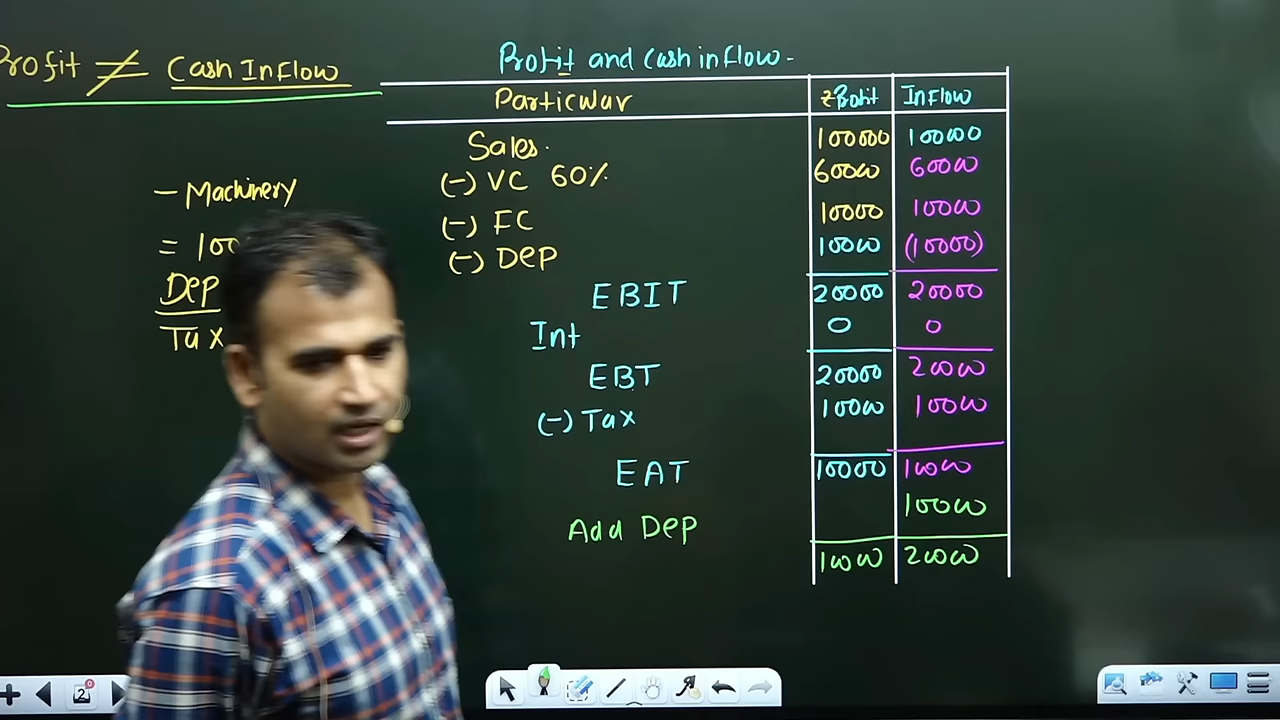 Profit ≠ Cash Inflow
Profit and cash inflow -
Particular Profit Inflow
Sales. 100000 100000
(-) VC 60% 60000 60000
- Machinery
(-) FC 10000 10000
= 100
(-) Dep 10000 (10000)
Dep
EBIT 20000 20000
Tax
Int 0 0
EBT 20000 20000
(-) Tax 10000 10000
EAT 10000 10000
Add Dep 10000
10000 20000
2